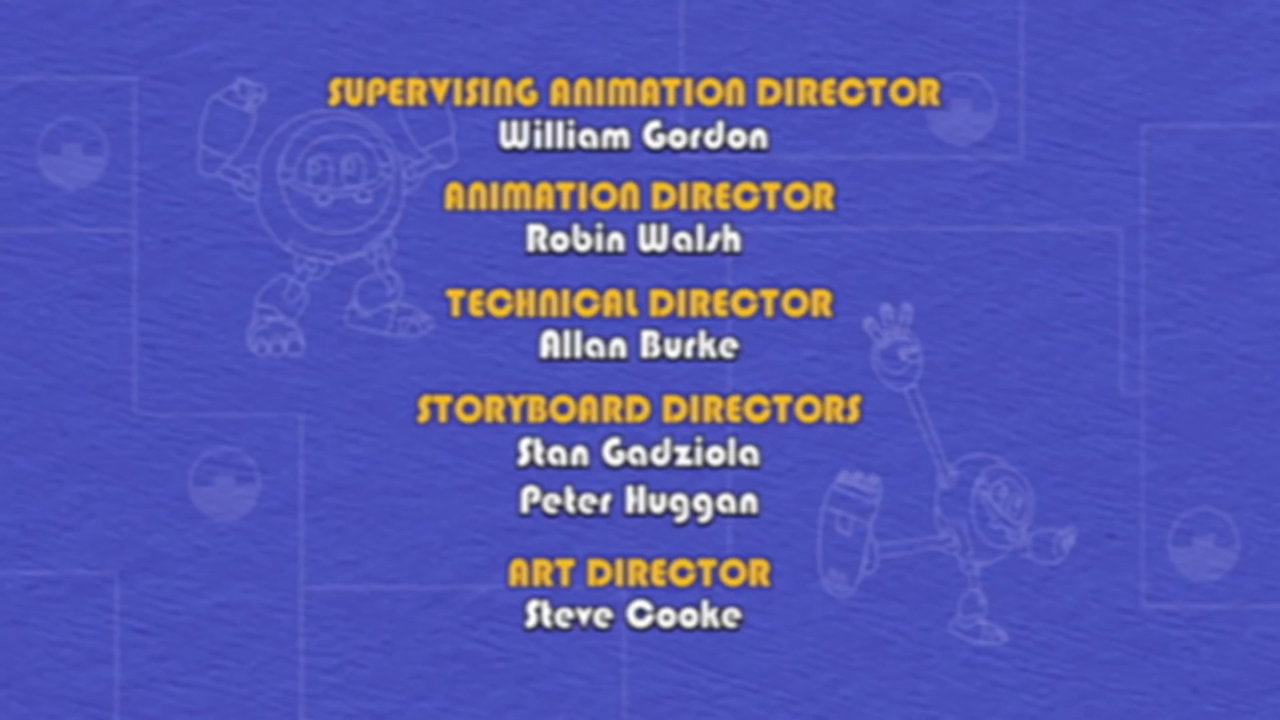 SUPERVISING ANIMATION DIRECTOR
William Gordon
ANIMATION DIRECTOR
Robin Walsh
TECHNICAL DIRECTOR
Allan Burke
STORYBOARD DIRECTORS
Stan Gadziola
Peter Huggan
ART DIRECTOR
Steve Cooke